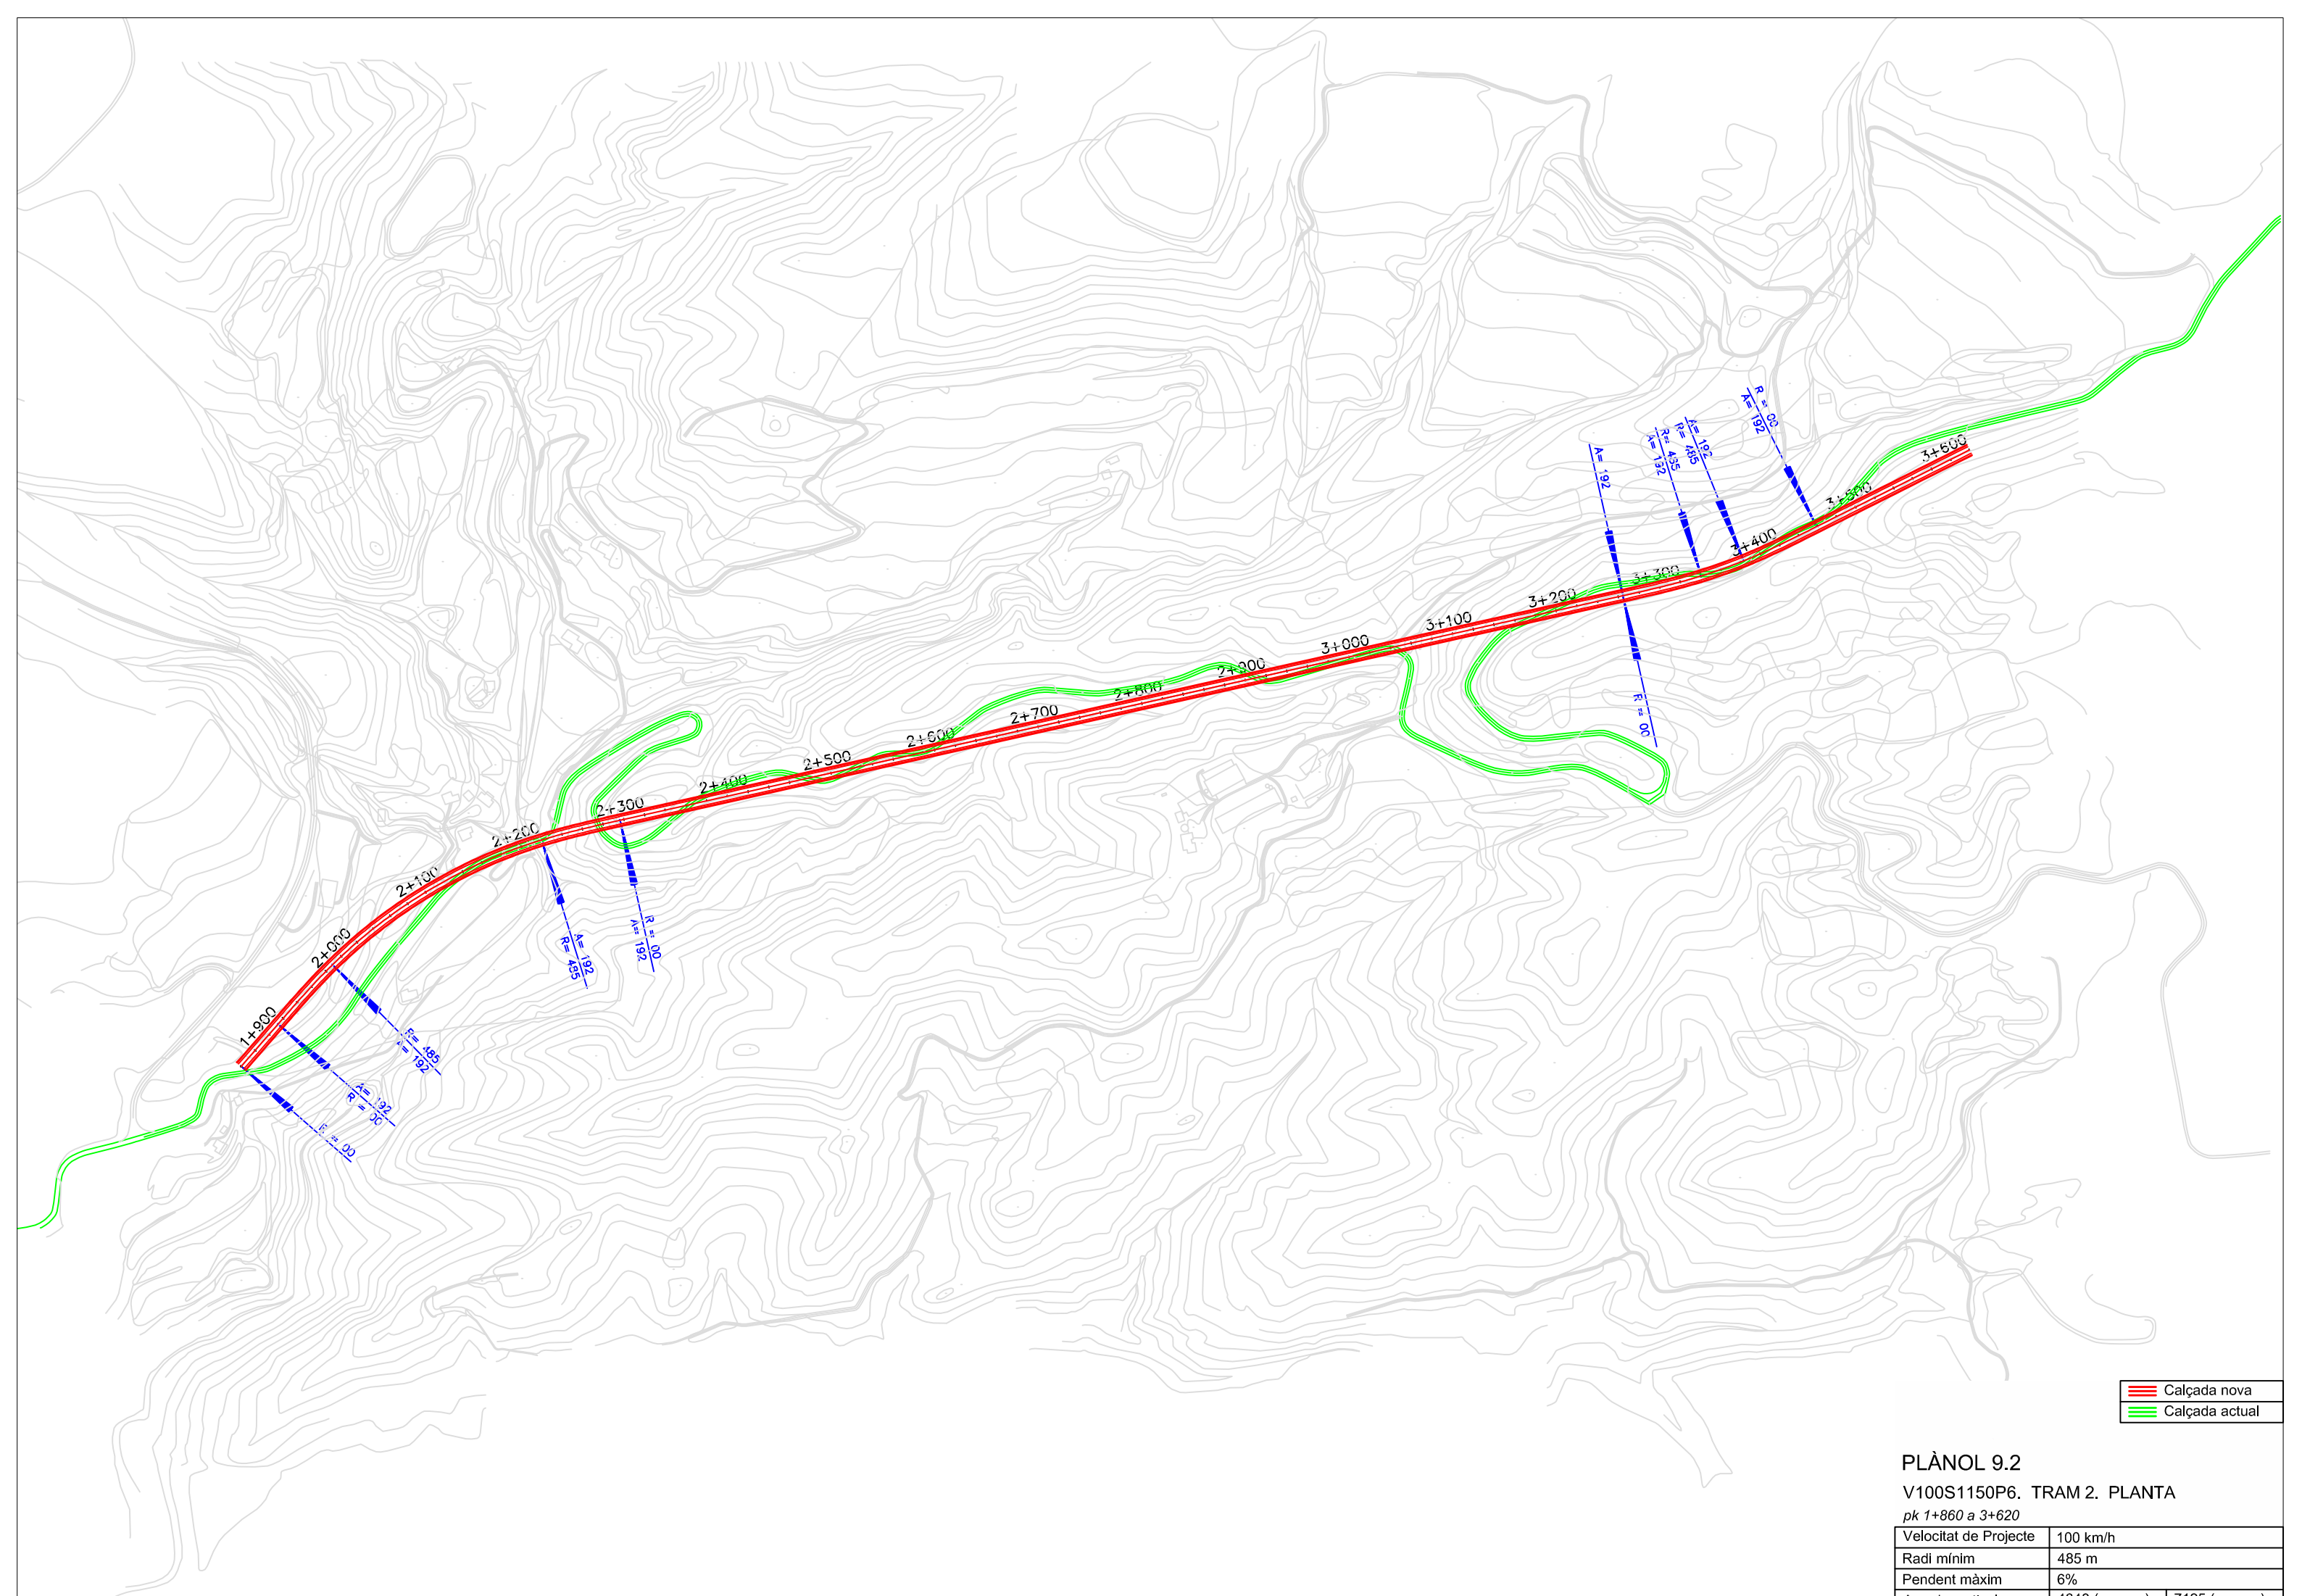 R = 00
A= 192
A= 192
R= 485
R= 485
A= 192
A= 192
R = 00
3+600
3+500
3+400
3+300
3+200
3+100
3+000
2+900
2+800
2+700
2+600
2+500
2+400
2+300
2+200
2+100
2+000
1+900
R = 00
A= 192
A= 192
R= 485
R= 485
A= 192
A= 192
R = 00
R = 00
Calçada nova
Calçada actual
PLÀNOL 9.2
V100S1150P6. TRAM 2. PLANTA
pk 1+860 a 3+620
Velocitat de Projecte 100 km/h
Radi mínim 485 m
Pendent màxim 6%